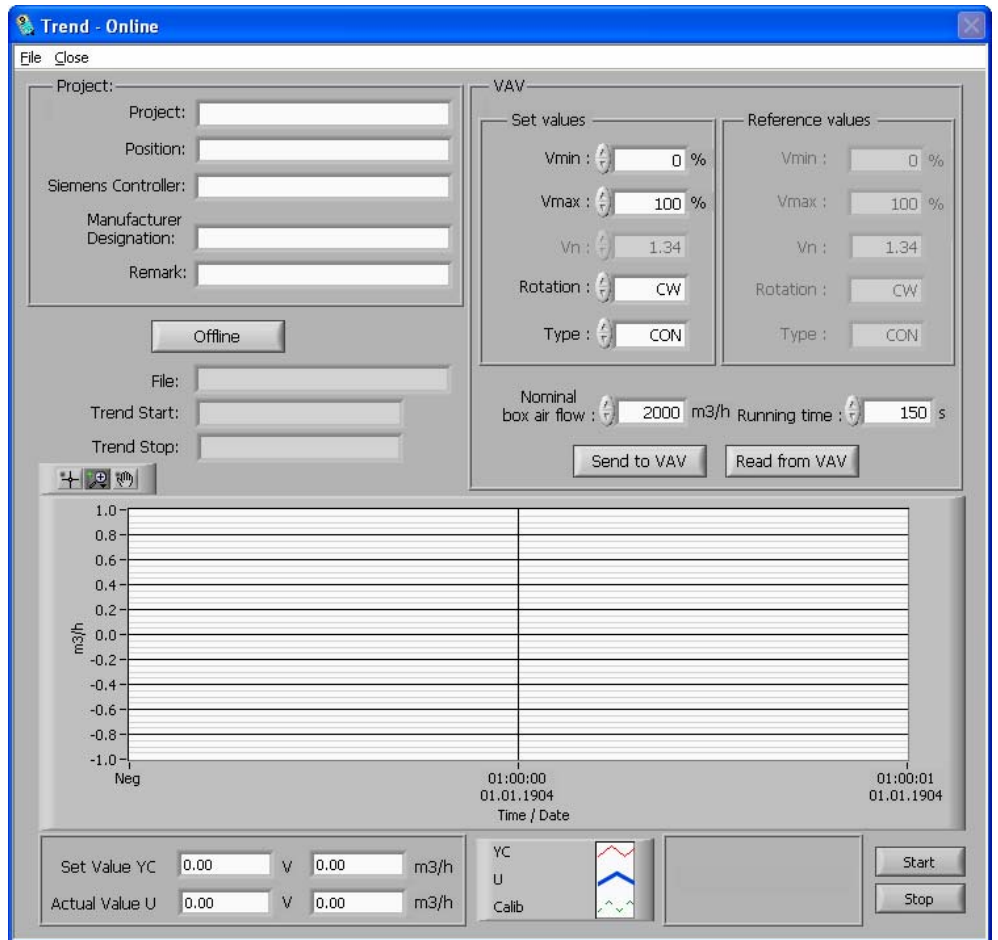 Trend - Online
File Close
Project:
Project:
Position:
Siemens Controller:
Manufacturer
Designation:
Remark:
Offline
File:
Trend Start:
Trend Stop:
VAV
Set values
Vmin : 0 %
Vmax : 100 %
Vn : 1.34
Rotation : CW
Type : CON
Reference values
Vmin : 0 %
Vmax : 100 %
Vn : 1.34
Rotation : CW
Type : CON
Nominal
box air flow : 2000 m3/h Running time : 150 s
Send to VAV Read from VAV
1.0
0.8
0.6
0.4
0.2
0.0
-0.2
-0.4
-0.6
-0.8
-1.0
m3/h
Neg 01:00:00 01:00:01
01.01.1904 01.01.1904
Time / Date
Set Value YC 0.00 V 0.00 m3/h
Actual Value U 0.00 V 0.00 m3/h
YC
U
Calib
Start
Stop